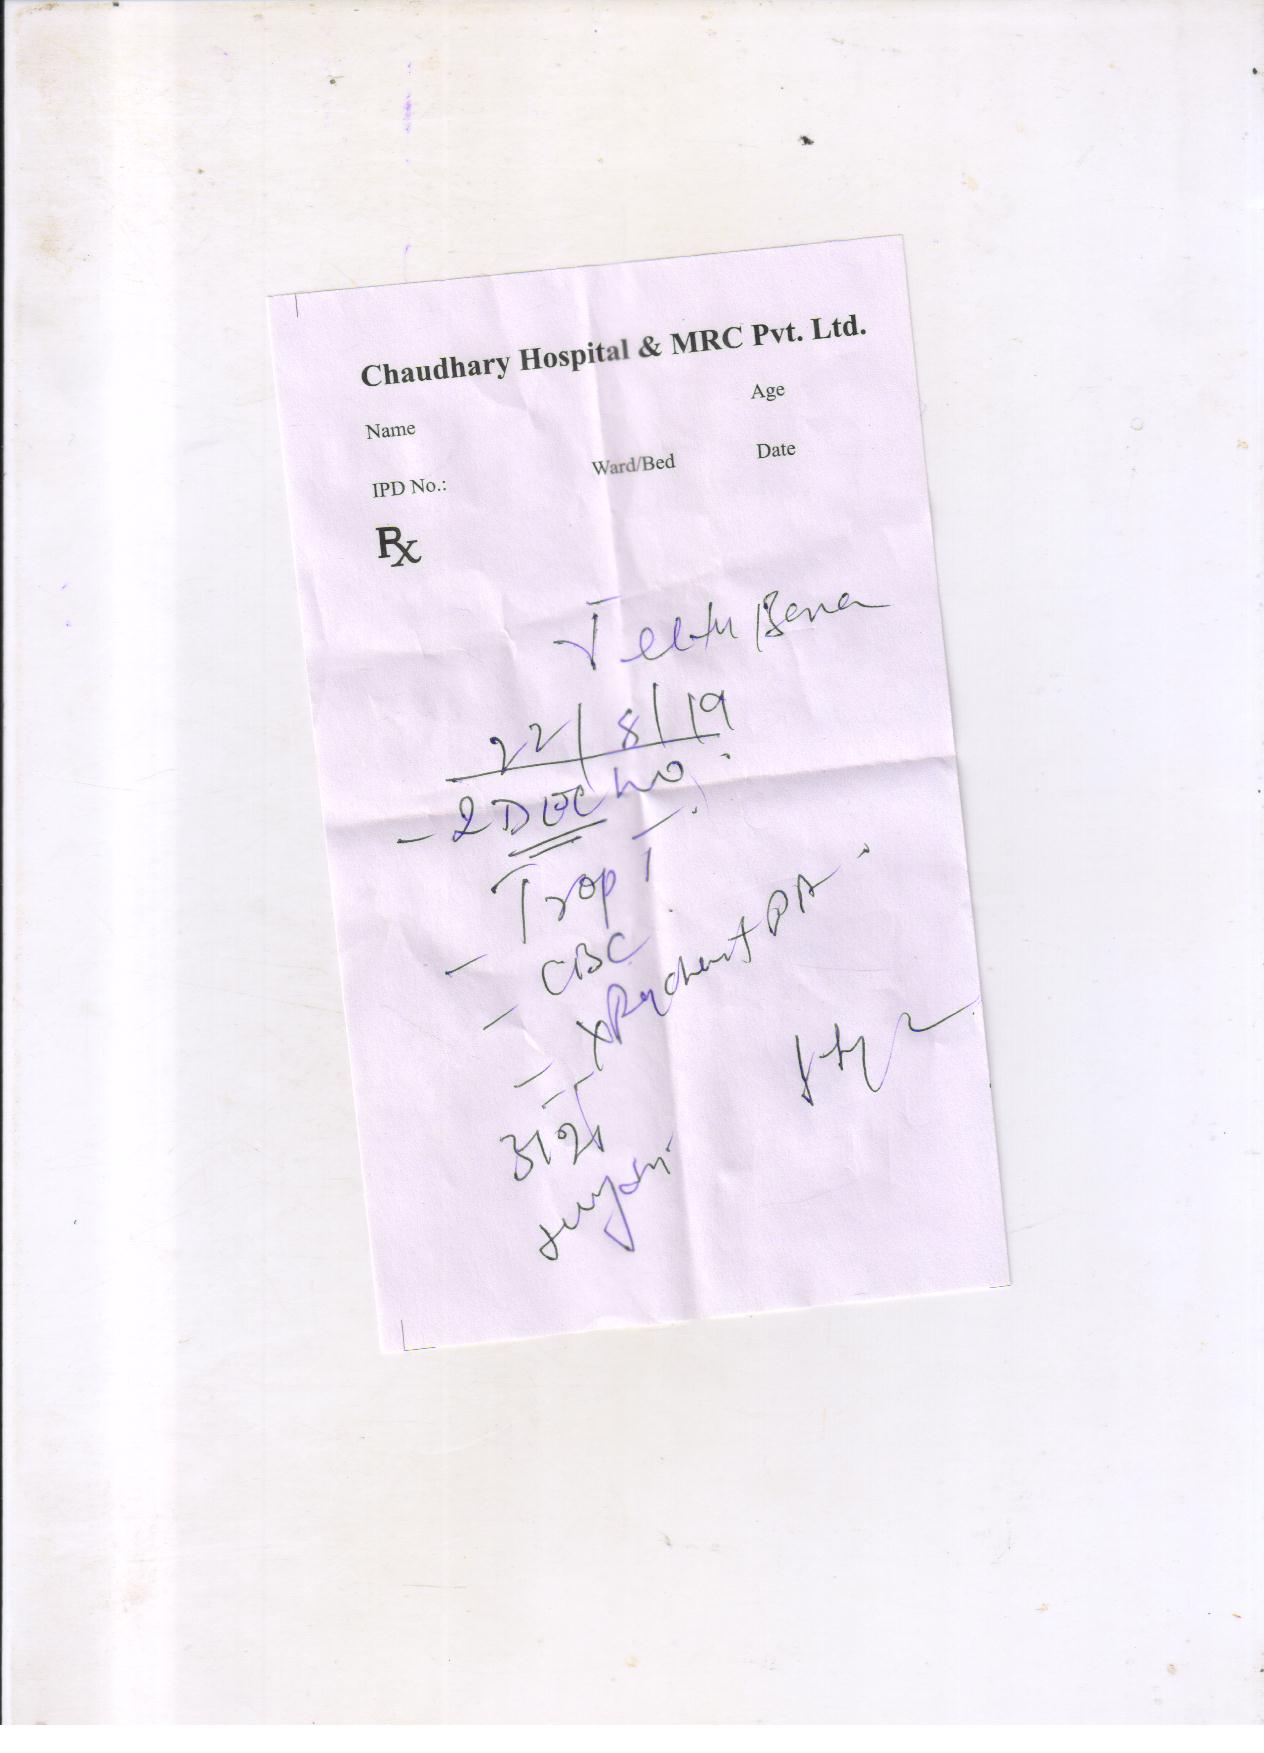 Chaudhary Hospital & MRC Pvt. Ltd.
Name Age
IPD No.: Ward/Bed Date
Rx
22/8/19
- 2D ECHO
- Trop I
- CBC
- X Ray chest PA